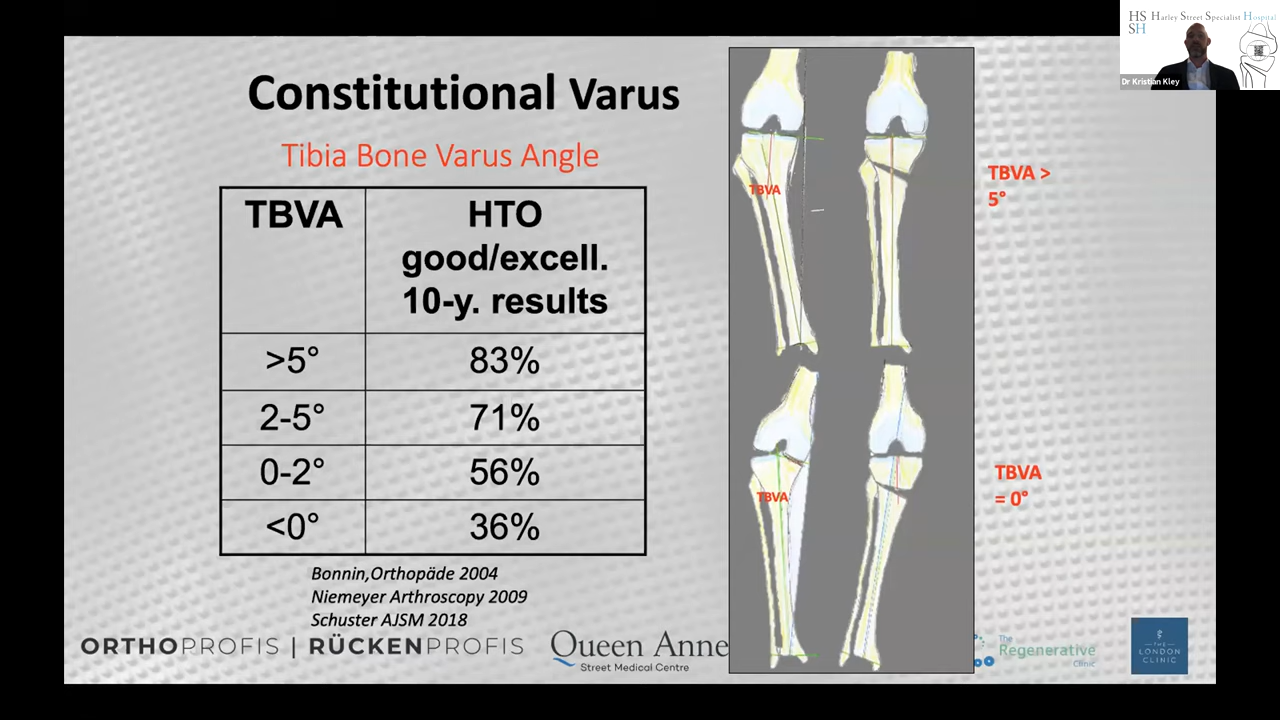 HS Harley Street Specialist Hospital
SH
Dr Kristian Kley
Constitutional Varus
Tibia Bone Varus Angle
TBVA
HTO
good/excell.
10-y. results
>5°
83%
2-5°
71%
0-2°
56%
<0°
36%
Bonnin,Orthopäde 2004
Niemeyer Arthroscopy 2009
Schuster AJSM 2018
TBVA
TBVA >
5°
TBVA
TBVA
= 0°
ORTHOPROFIS | RÜCKENPROFIS
Queen Anne
Street Medical Centre
The
Regenerative
Clinic
THE
LONDON
CLINIC